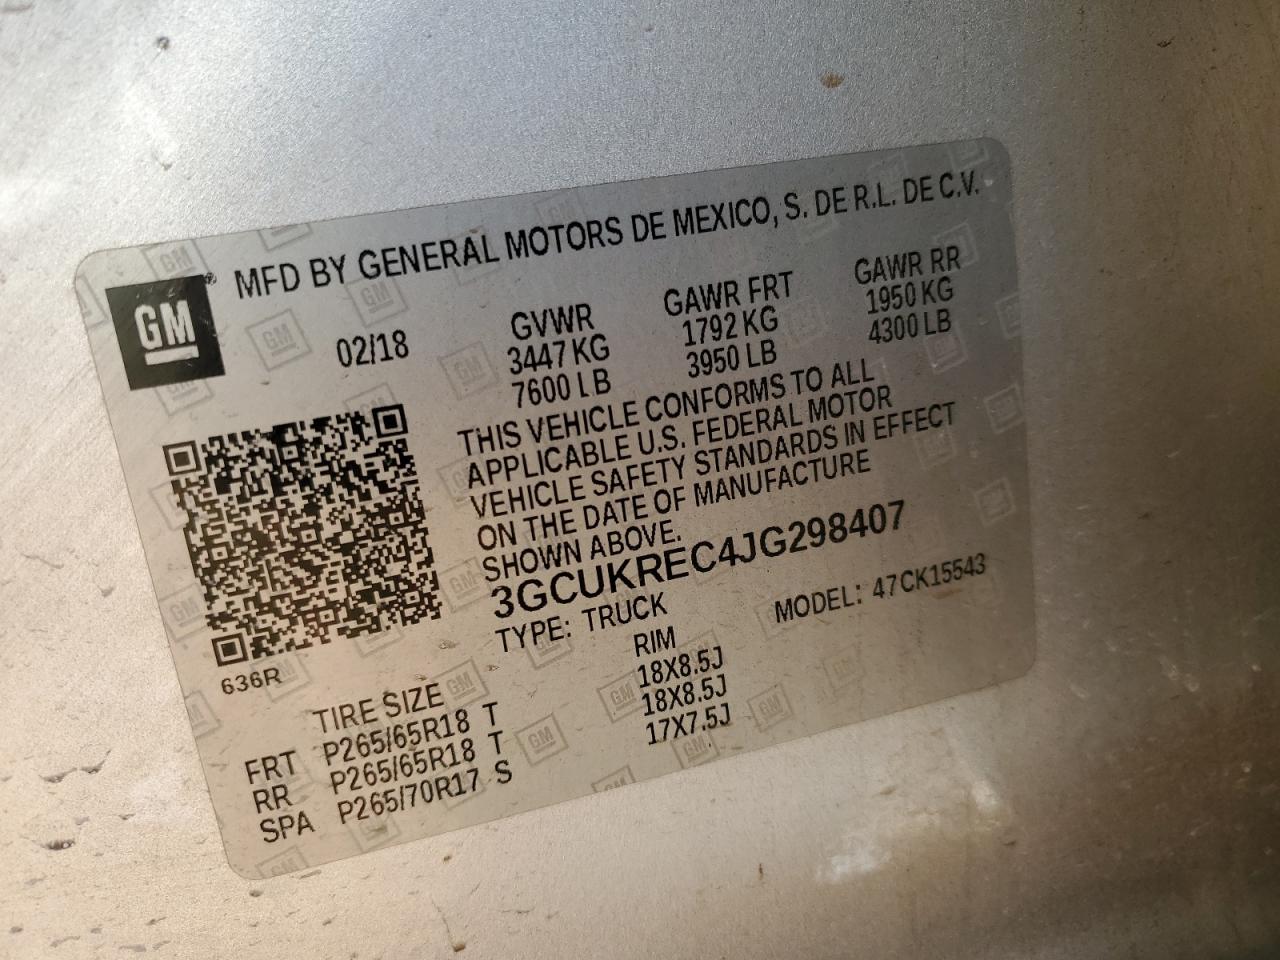 GM
MFD BY GENERAL MOTORS DE MEXICO, S. DE R.L. DE C.V.
02/18
GVWR
3447 KG
7600 LB
GAWR FRT
1792 KG
3950 LB
GAWR RR
1950 KG
4300 LB
THIS VEHICLE CONFORMS TO ALL
APPLICABLE U.S. FEDERAL MOTOR
VEHICLE SAFETY STANDARDS IN EFFECT
ON THE DATE OF MANUFACTURE
SHOWN ABOVE.
3GCUKREC4JG298407
TYPE: TRUCK
MODEL: 47CK15543
636R
TIRE SIZE
RIM
FRT P265/65R18 T 18X8.5J
RR P265/65R18 T 18X8.5J
SPA P265/70R17 S 17X7.5J